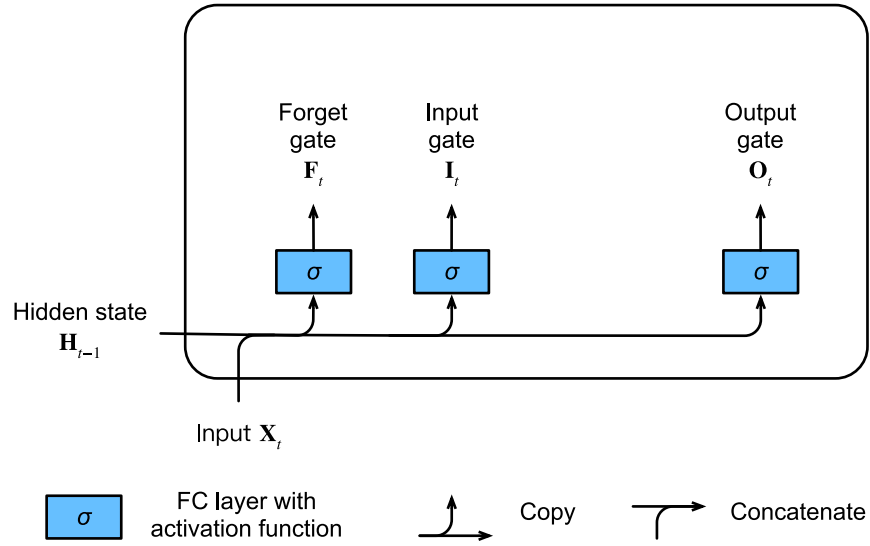 Forget
gate
F_t
Input
gate
I_t
Output
gate
O_t
σ
σ
σ
Hidden state
H_{t−1}
Input X_t
σ
FC layer with
activation function
Copy
Concatenate